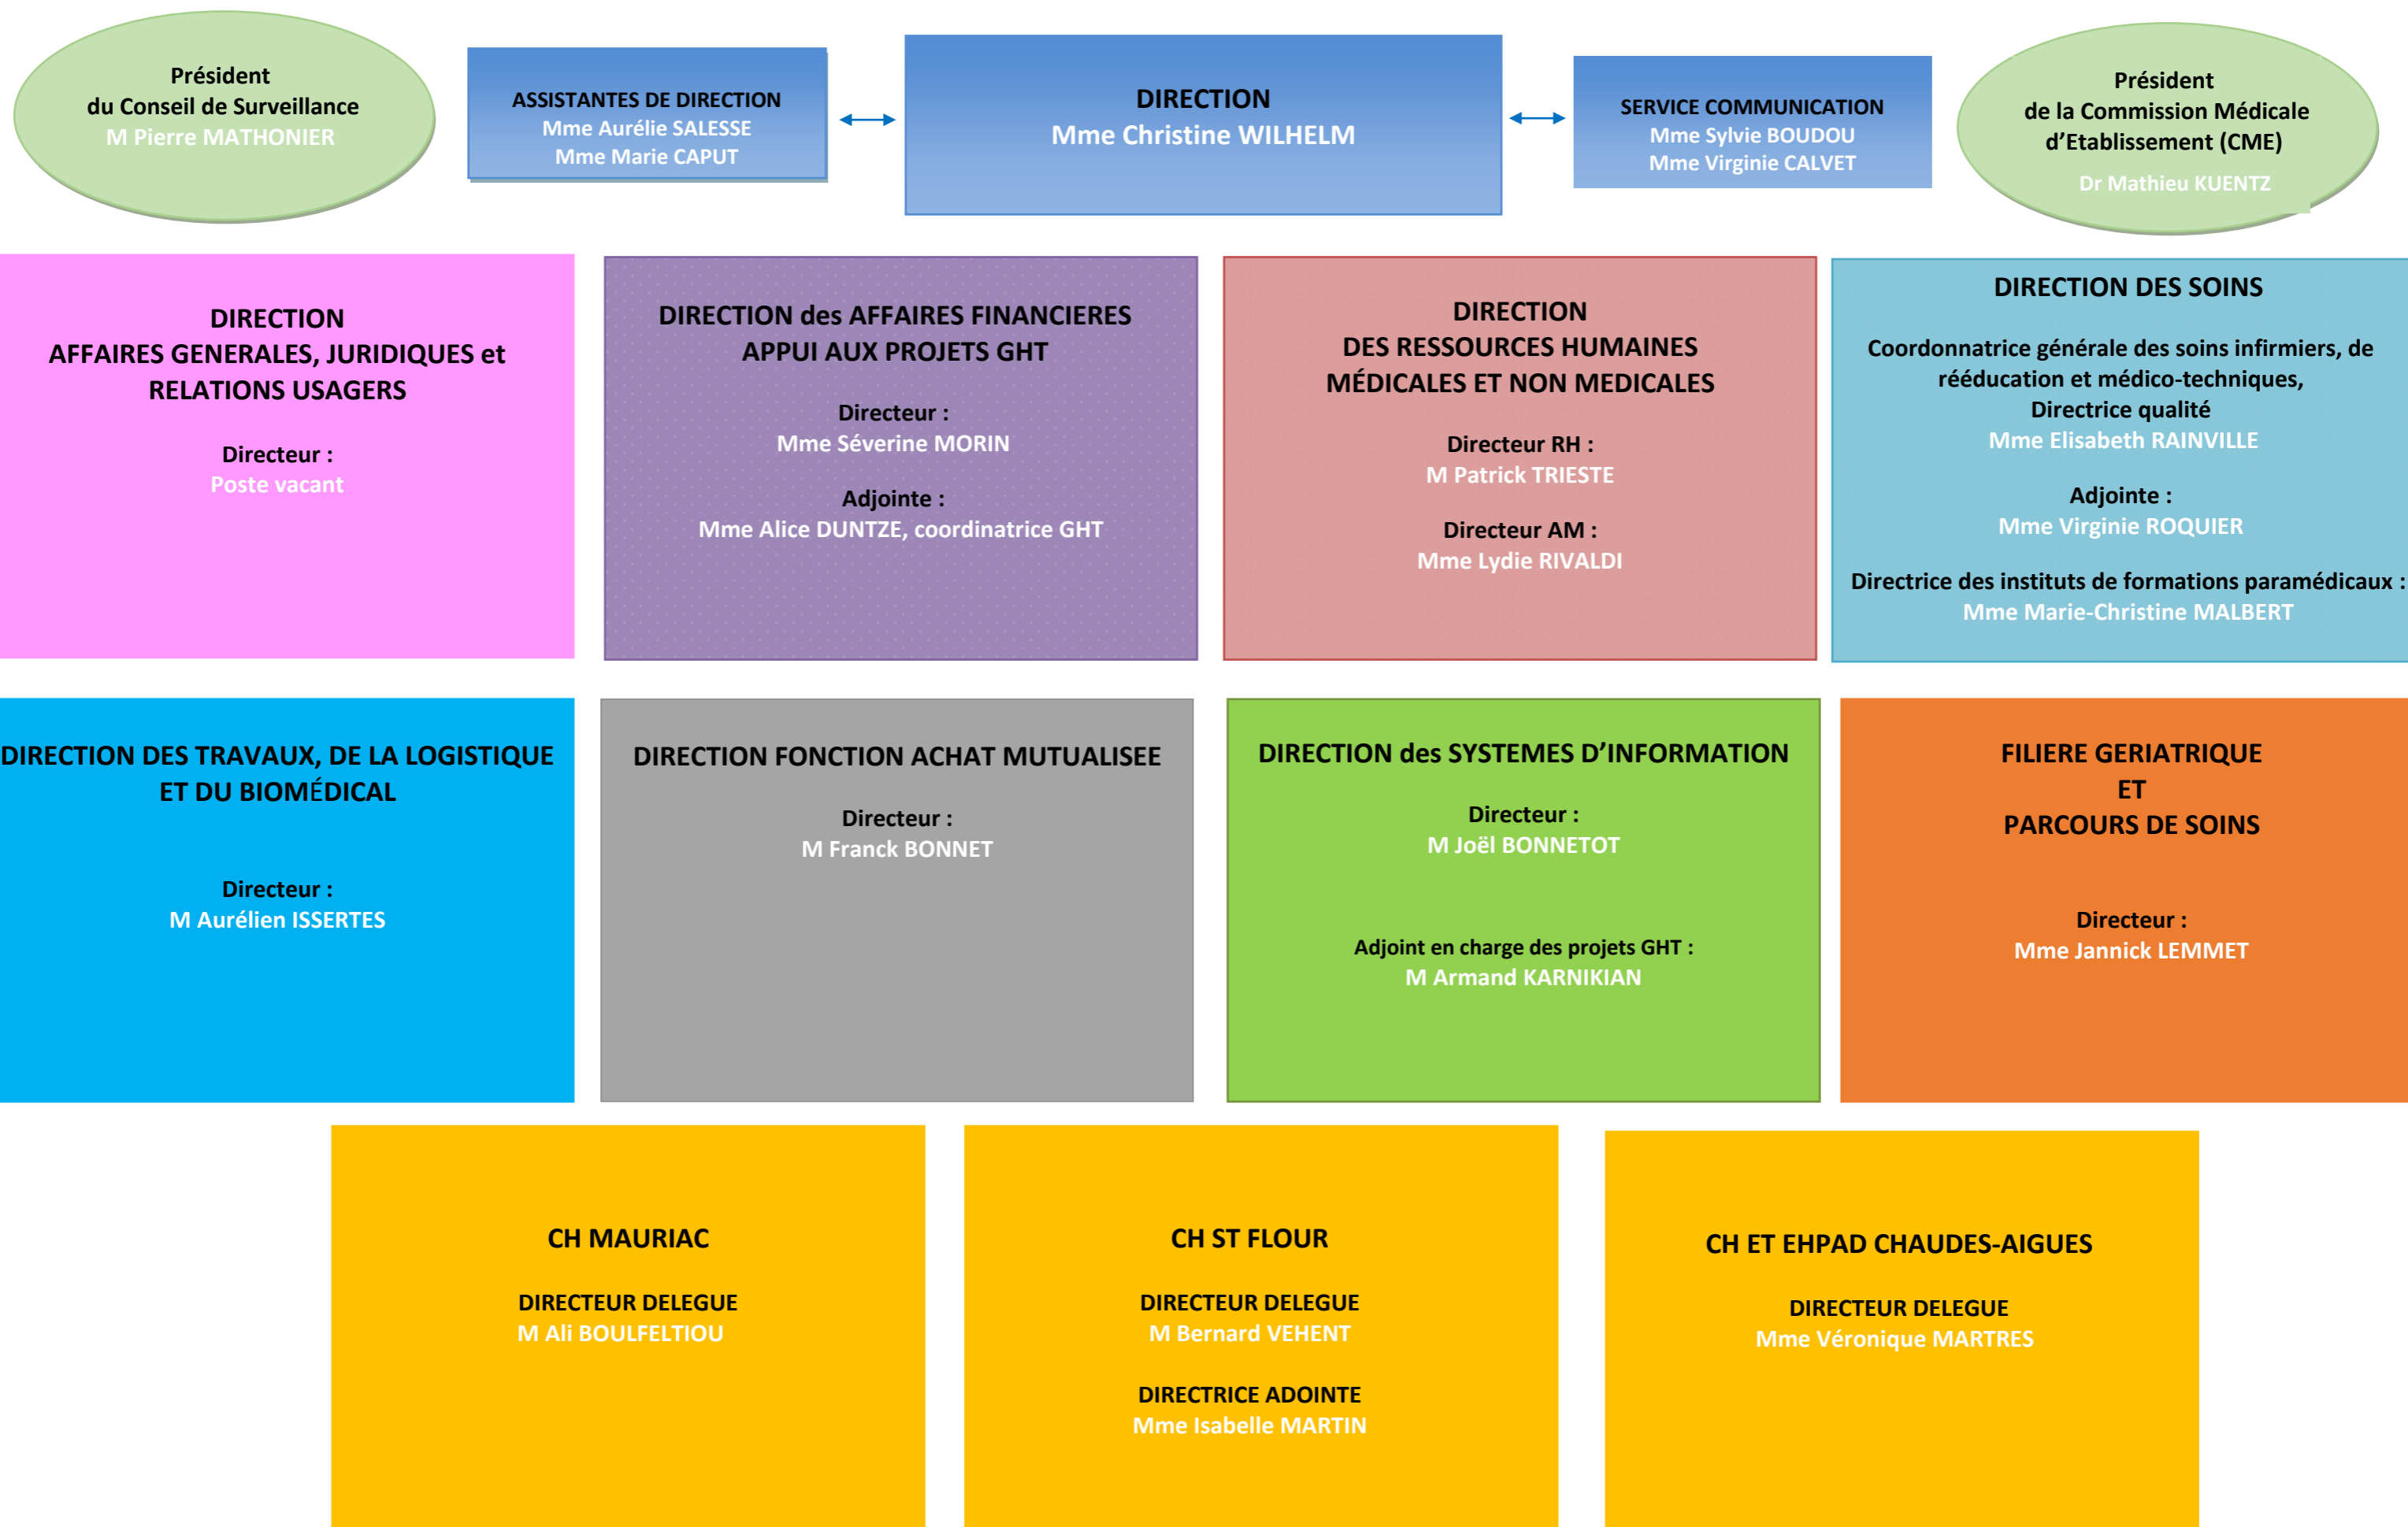 Président
du Conseil de Surveillance
M Pierre MATHONIER
ASSISTANTES DE DIRECTION
Mme Aurélie SALESSE
Mme Marie CAPUT
DIRECTION
Mme Christine WILHELM
SERVICE COMMUNICATION
Mme Sylvie BOUDOU
Mme Virginie CALVET
Président
de la Commission Médicale
d’Etablissement (CME)
Dr Mathieu KUENTZ
DIRECTION
AFFAIRES GENERALES, JURIDIQUES et
RELATIONS USAGERS
Directeur :
Poste vacant
DIRECTION des AFFAIRES FINANCIERES
APPUI AUX PROJETS GHT
Directeur :
Mme Séverine MORIN
Adjointe :
Mme Alice DUNTZE, coordinatrice GHT
DIRECTION
DES RESSOURCES HUMAINES
MÉDICALES ET NON MEDICALES
Directeur RH :
M Patrick TRIESTE
Directeur AM :
Mme Lydie RIVALDI
DIRECTION DES SOINS
Coordonnatrice générale des soins infirmiers, de
rééducation et médico-techniques,
Directrice qualité
Mme Elisabeth RAINVILLE
Adjointe :
Mme Virginie ROQUIER
Directrice des instituts de formations paramédicaux :
Mme Marie-Christine MALBERT
DIRECTION DES TRAVAUX, DE LA LOGISTIQUE
ET DU BIOMÉDICAL
Directeur :
M Aurélien ISSERTES
DIRECTION FONCTION ACHAT MUTUALISEE
Directeur :
M Franck BONNET
DIRECTION des SYSTEMES D’INFORMATION
Directeur :
M Joël BONNETOT
Adjoint en charge des projets GHT :
M Armand KARNIKIAN
FILIERE GERIATRIQUE
ET
PARCOURS DE SOINS
Directeur :
Mme Jannick LEMMET
CH MAURIAC
DIRECTEUR DELEGUE
M Ali BOULFELTIOU
CH ST FLOUR
DIRECTEUR DELEGUE
M Bernard VEHENT
DIRECTRICE ADOINTE
Mme Isabelle MARTIN
CH ET EHPAD CHAUDES-AIGUES
DIRECTEUR DELEGUE
Mme Véronique MARTRES